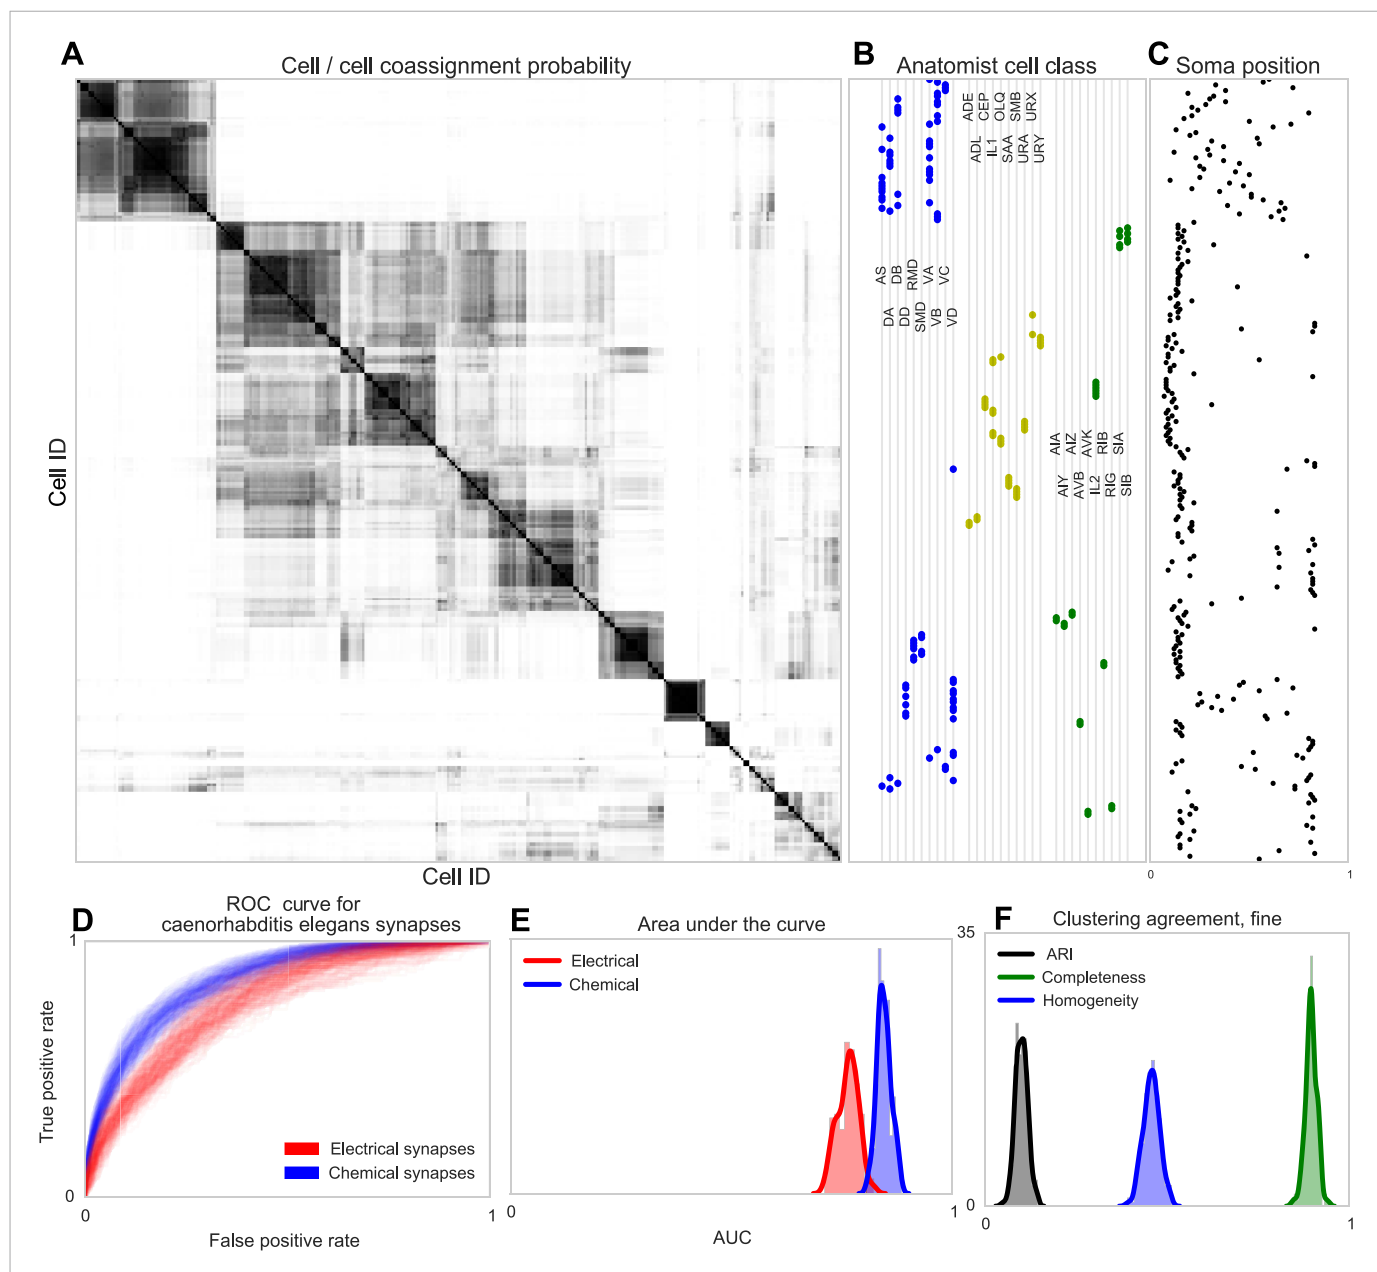 A
Cell / cell coassignment probability
B
Anatomist cell class
C
Soma position
ADE
CEP
OLQ
SMB
URX
ADL
IL1
SAA
URA
URY
AS
DB
RMD
VA
VC
DA
DD
SMD
VB
VD
AIA
AIZ
AVK
RIB
SIA
AIY
AVB
IL2
RIG
SIB
Cell ID
Cell ID
0
1
D
ROC curve for
caenorhabditis elegans synapses
1
True positive rate
Electrical synapses
Chemical synapses
0
0
1
False positive rate
E
Area under the curve
Electrical
Chemical
0
1
AUC
F
Clustering agreement, fine
35
ARI
Completeness
Homogeneity
0
0
1